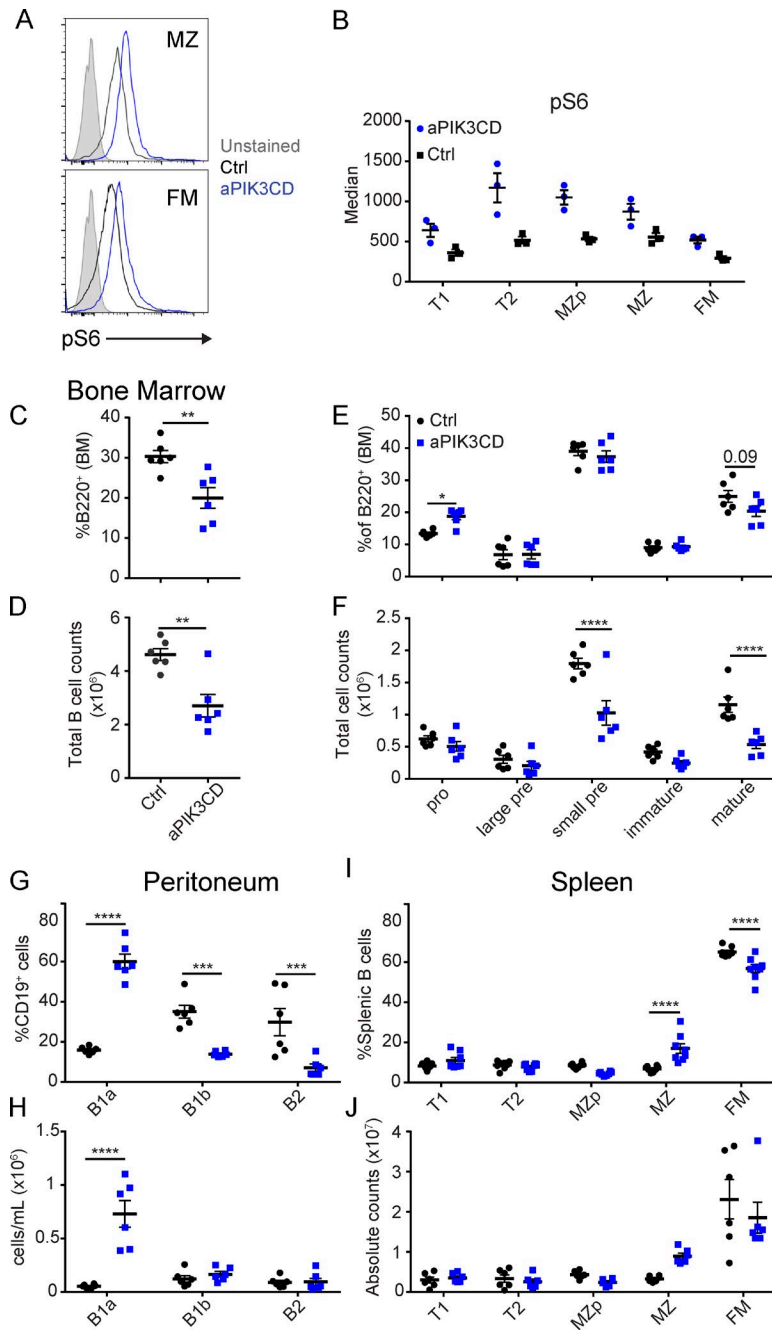 A
MZ
Unstained
Ctrl
aPIK3CD
FM
pS6
B
pS6
aPIK3CD
Ctrl
Median
2000
1500
1000
500
0
T1
T2
MZp
MZ
FM
Bone Marrow
C
%B220+ (BM)
40
30
20
10
0
**
D
Total B cell counts
(x10⁶)
6
4
2
0
**
Ctrl
aPIK3CD
E
Ctrl
aPIK3CD
%of B220⁺ (BM)
50
40
30
20
10
0
*
0.09
F
Total cell counts
(x10⁶)
2.5
2
1.5
1
0.5
0
****
****
pro
large pre
small pre
immature
mature
G
Peritoneum
%CD19⁺ cells
80
60
40
20
0
****
***
***
B1a
B1b
B2
H
cells/mL (x10⁶)
1.5
1
0.5
0
****
B1a
B1b
B2
I
Spleen
%Splenic B cells
80
60
40
20
0
****
****
T1
T2
MZp
MZ
FM
J
Absolute counts (x10⁷)
4
3
2
1
0
T1
T2
MZp
MZ
FM